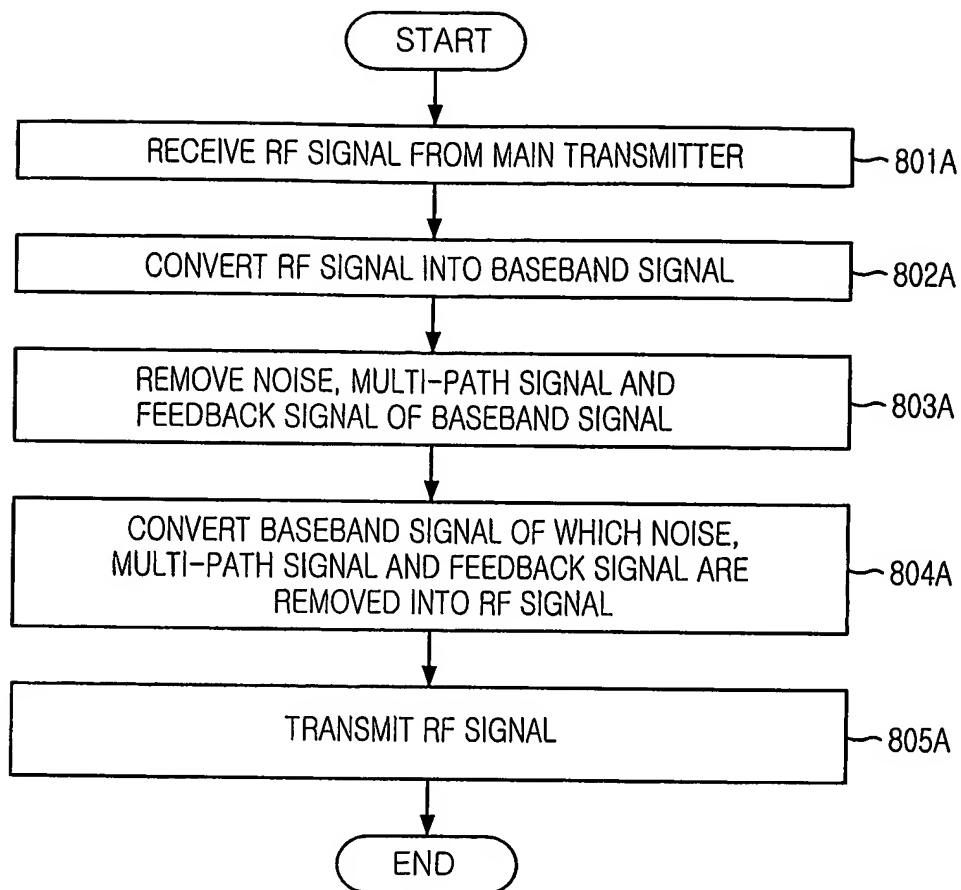 START
RECEIVE RF SIGNAL FROM MAIN TRANSMITTER
801A
CONVERT RF SIGNAL INTO BASEBAND SIGNAL
802A
REMOVE NOISE, MULTI-PATH SIGNAL AND
FEEDBACK SIGNAL OF BASEBAND SIGNAL
803A
CONVERT BASEBAND SIGNAL OF WHICH NOISE,
MULTI-PATH SIGNAL AND FEEDBACK SIGNAL ARE
REMOVED INTO RF SIGNAL
804A
TRANSMIT RF SIGNAL
805A
END